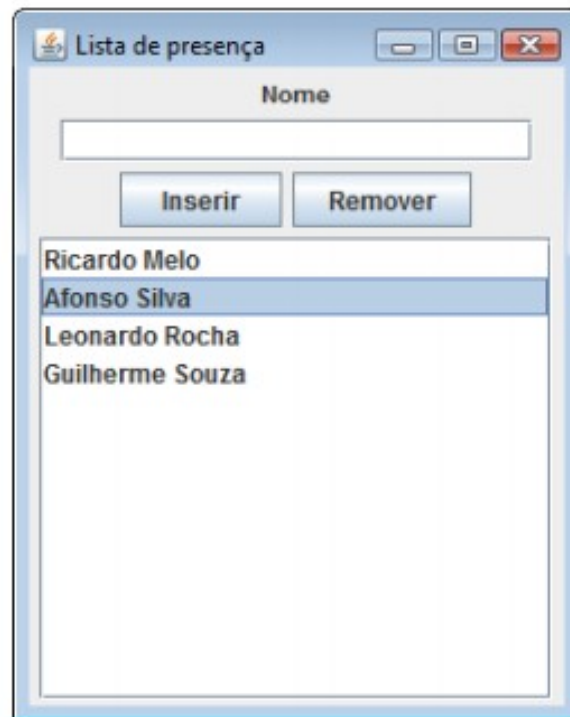 Lista de presença
Nome
Inserir Remover
Ricardo Melo
Afonso Silva
Leonardo Rocha
Guilherme Souza